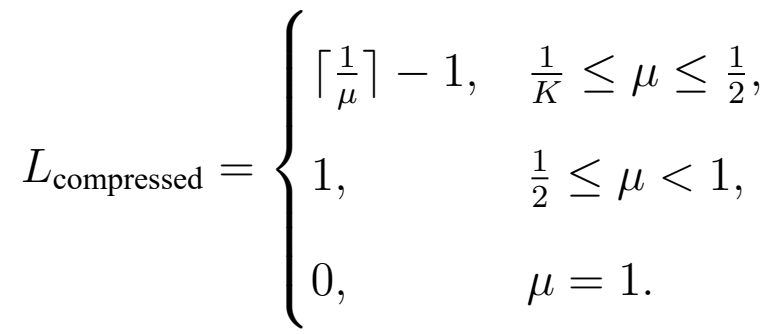 ⌈1/μ⌉ − 1, 1/K ≤ μ ≤ 1/2,
L_compressed = { 1, 1/2 ≤ μ < 1,
0, μ = 1.